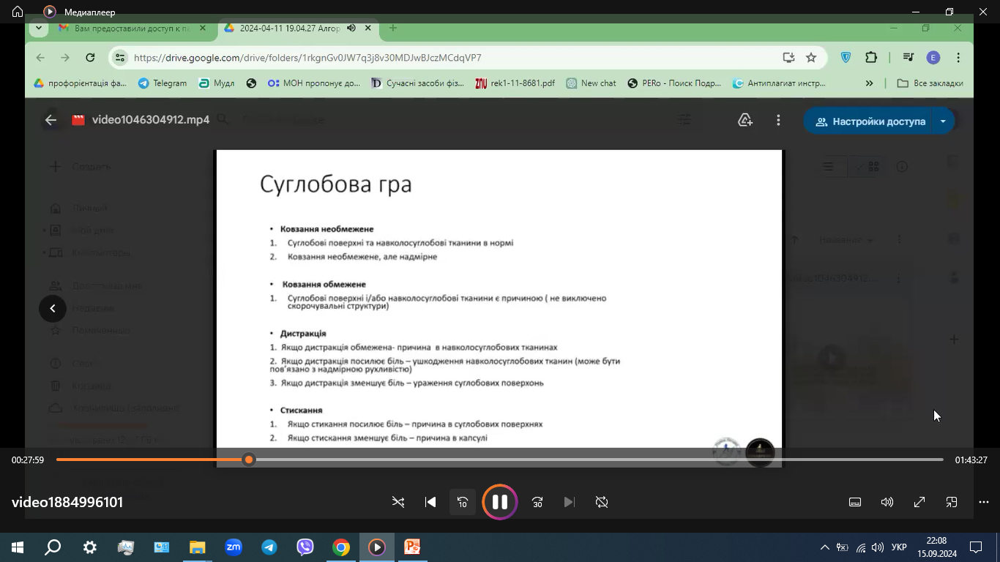 Медиаплеер
Вам предоставили доступ к п
2024-04-11 19.04.27 Алгор
https://drive.google.com/drive/folders/1rkgnGv0JW7q3j8v30MDJwBJczMCdqVP7
E
профорієнтація фа...
Telegram
Мудл
МОН пропонує до...
Сучасні засоби фіз...
rek1-11-8681.pdf
New chat
PERo - Поиск Подр...
Антиплагиат инстр...
Все закладки
video1046304912.mp4
Настройки доступа
Создать
Личный
Мой диск
Компьютеры
Доступные мне
Недавние
Помеченные
Спам
Корзина
Название
Суглобова гра
• Ковзання необмежене
1. Суглобові поверхні та навколосуглобові тканини в нормі
2. Ковзання необмежене, але надмірне
• Ковзання обмежене
1. Суглобові поверхні і/або навколосуглобові тканини є причиною ( не виключено
скорочувальні структури)
• Дистракція
1. Якщо дистракція обмежена- причина в навколосуглобових тканинах
2. Якщо дистракція посилює біль – ушкодження навколосуглобових тканин (може бути
пов'язано з надмірною рухливістю)
3. Якщо дистракція зменшує біль – ураження суглобових поверхонь
• Стискання
1. Якщо стикання посилює біль – причина в суглобових поверхнях
2. Якщо стискання зменшує біль – причина в капсулі
00:27:59
01:43:27
video1884996101
10
30
zm
УКР
22:08
15.09.2024